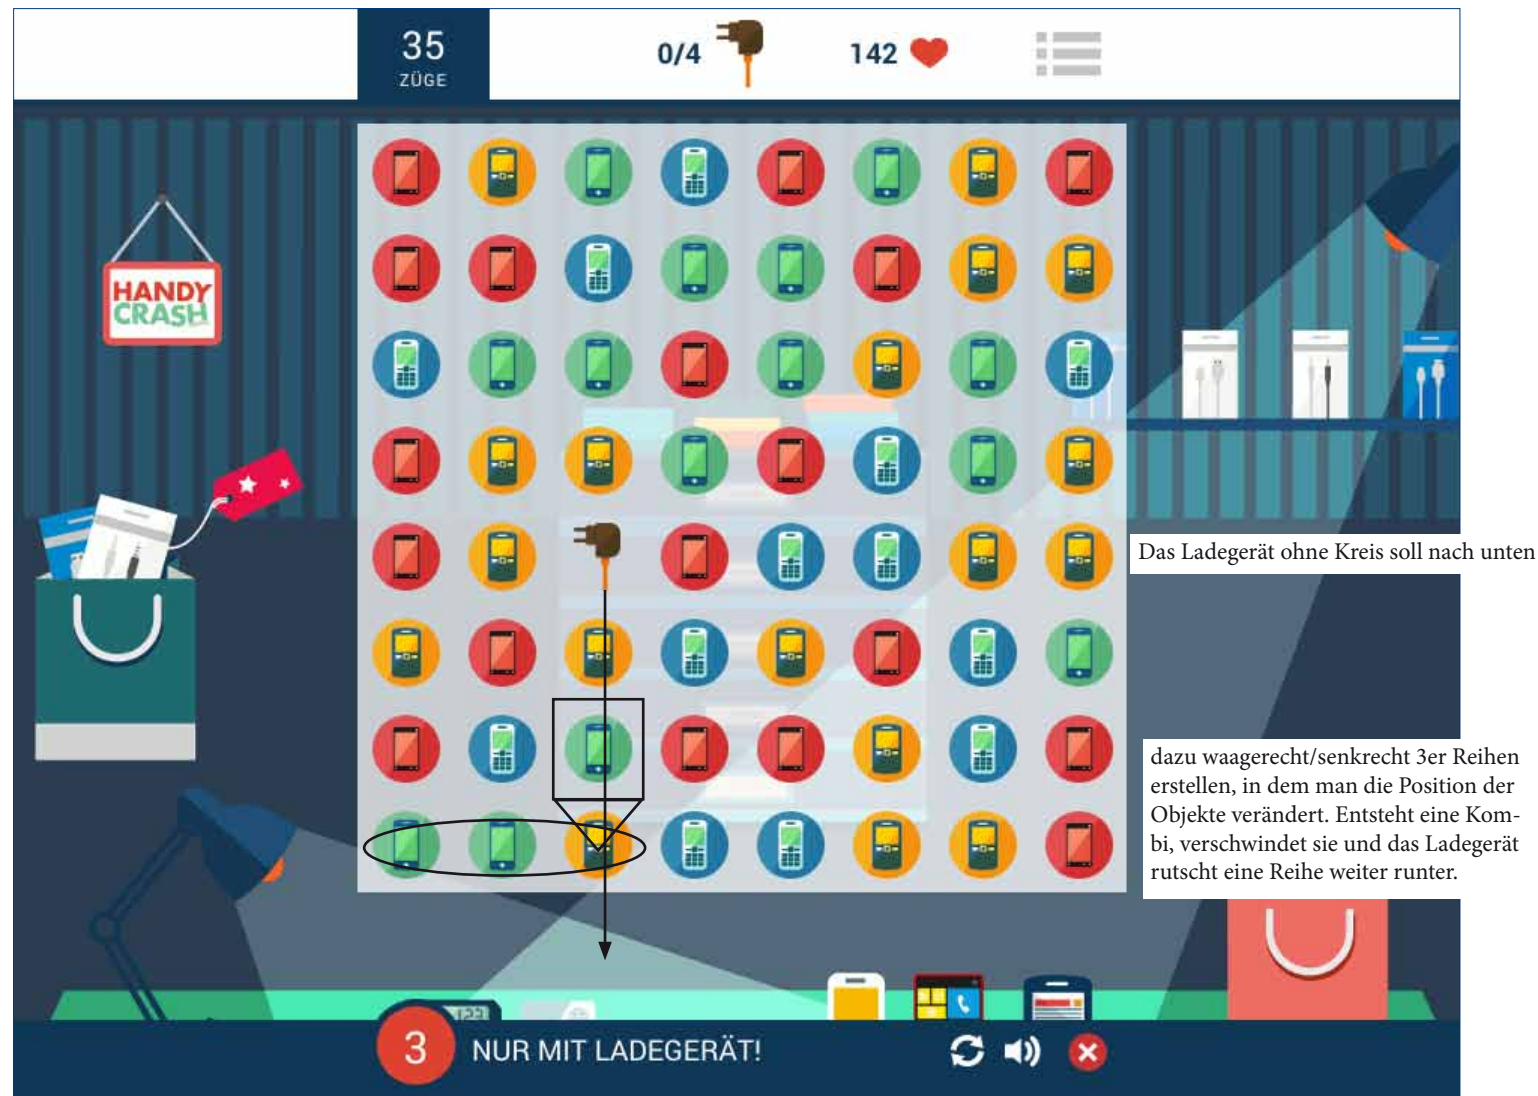 35
ZÜGE
0/4
142
HANDY
CRASH
Das Ladegerät ohne Kreis soll nach unten
dazu waagerecht/senkrecht 3er Reihen
erstellen, in dem man die Position der
Objekte verändert. Entsteht eine Kom-
bi, verschwindet sie und das Ladegerät
rutscht eine Reihe weiter runter.
3 NUR MIT LADEGERÄT!